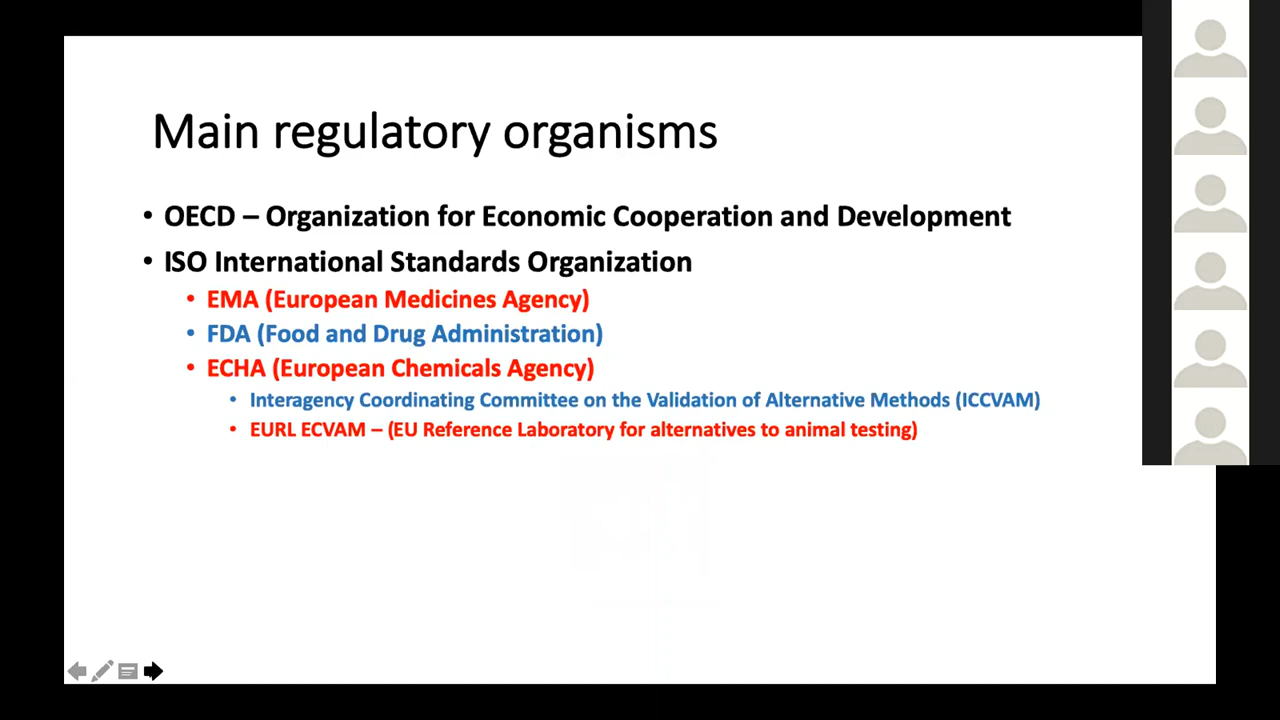 Main regulatory organisms
• OECD – Organization for Economic Cooperation and Development
• ISO International Standards Organization
• EMA (European Medicines Agency)
• FDA (Food and Drug Administration)
• ECHA (European Chemicals Agency)
• Interagency Coordinating Committee on the Validation of Alternative Methods (ICCVAM)
• EURL ECVAM – (EU Reference Laboratory for alternatives to animal testing)